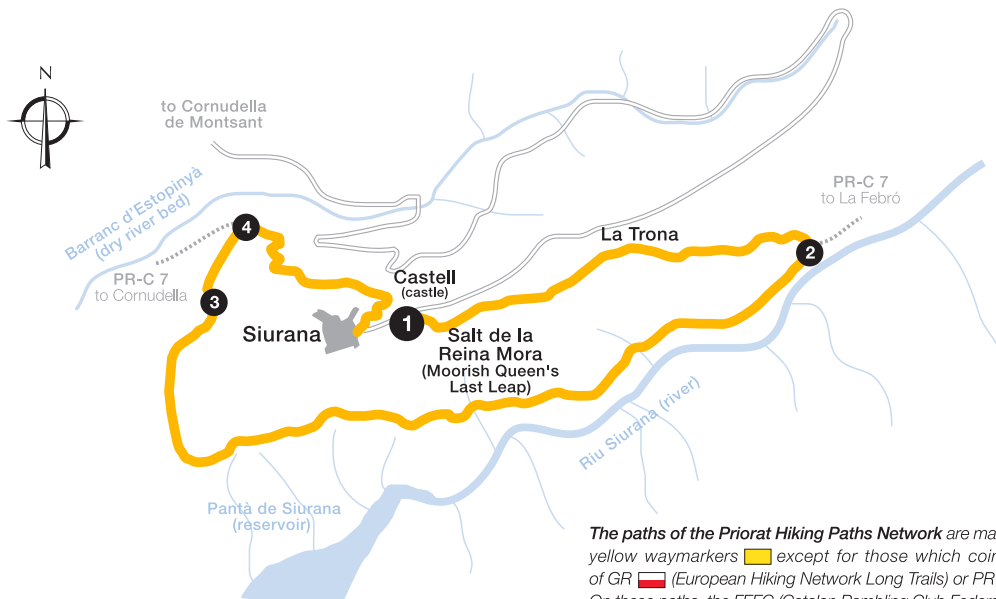 N
to Cornudella
de Montsant
Barranc d'Estopinyà
(dry river bed)
PR-C 7
to La Febró
4
La Trona
2
PR-C 7
to Cornudella
3
Castell
(castle)
1
Siurana
Salt de la
Reina Mora
(Moorish Queen's
Last Leap)
Riu Siurana (river)
Pantà de Siurana
(reservoir)
The paths of the Priorat Hiking Paths Network are ma
yellow waymarkers except for those which coin
of GR (European Hiking Network Long Trails) or PR